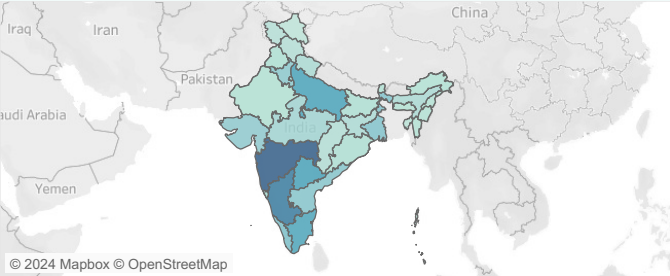 China
Iraq
Iran
Pakistan
audi Arabia
India
Yemen
© 2024 Mapbox © OpenStreetMap